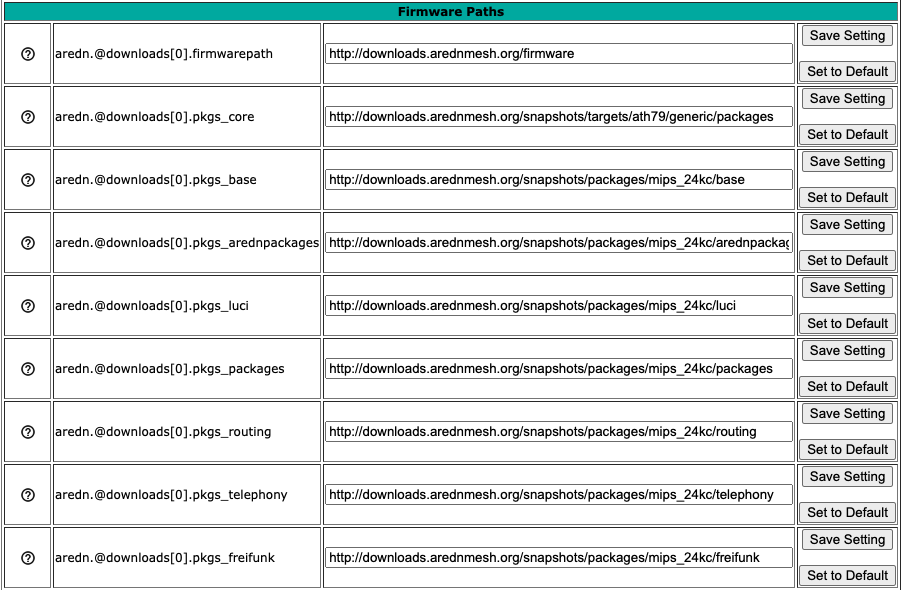 Firmware Paths
aredn.@downloads[0].firmwarepath
http://downloads.arednmesh.org/firmware
Save Setting
Set to Default
aredn.@downloads[0].pkgs_core
http://downloads.arednmesh.org/snapshots/targets/ath79/generic/packages
Save Setting
Set to Default
aredn.@downloads[0].pkgs_base
http://downloads.arednmesh.org/snapshots/packages/mips_24kc/base
Save Setting
Set to Default
aredn.@downloads[0].pkgs_arednpackages
http://downloads.arednmesh.org/snapshots/packages/mips_24kc/arednpackag
Save Setting
Set to Default
aredn.@downloads[0].pkgs_luci
http://downloads.arednmesh.org/snapshots/packages/mips_24kc/luci
Save Setting
Set to Default
aredn.@downloads[0].pkgs_packages
http://downloads.arednmesh.org/snapshots/packages/mips_24kc/packages
Save Setting
Set to Default
aredn.@downloads[0].pkgs_routing
http://downloads.arednmesh.org/snapshots/packages/mips_24kc/routing
Save Setting
Set to Default
aredn.@downloads[0].pkgs_telephony
http://downloads.arednmesh.org/snapshots/packages/mips_24kc/telephony
Save Setting
Set to Default
aredn.@downloads[0].pkgs_freifunk
http://downloads.arednmesh.org/snapshots/packages/mips_24kc/freifunk
Save Setting
Set to Default